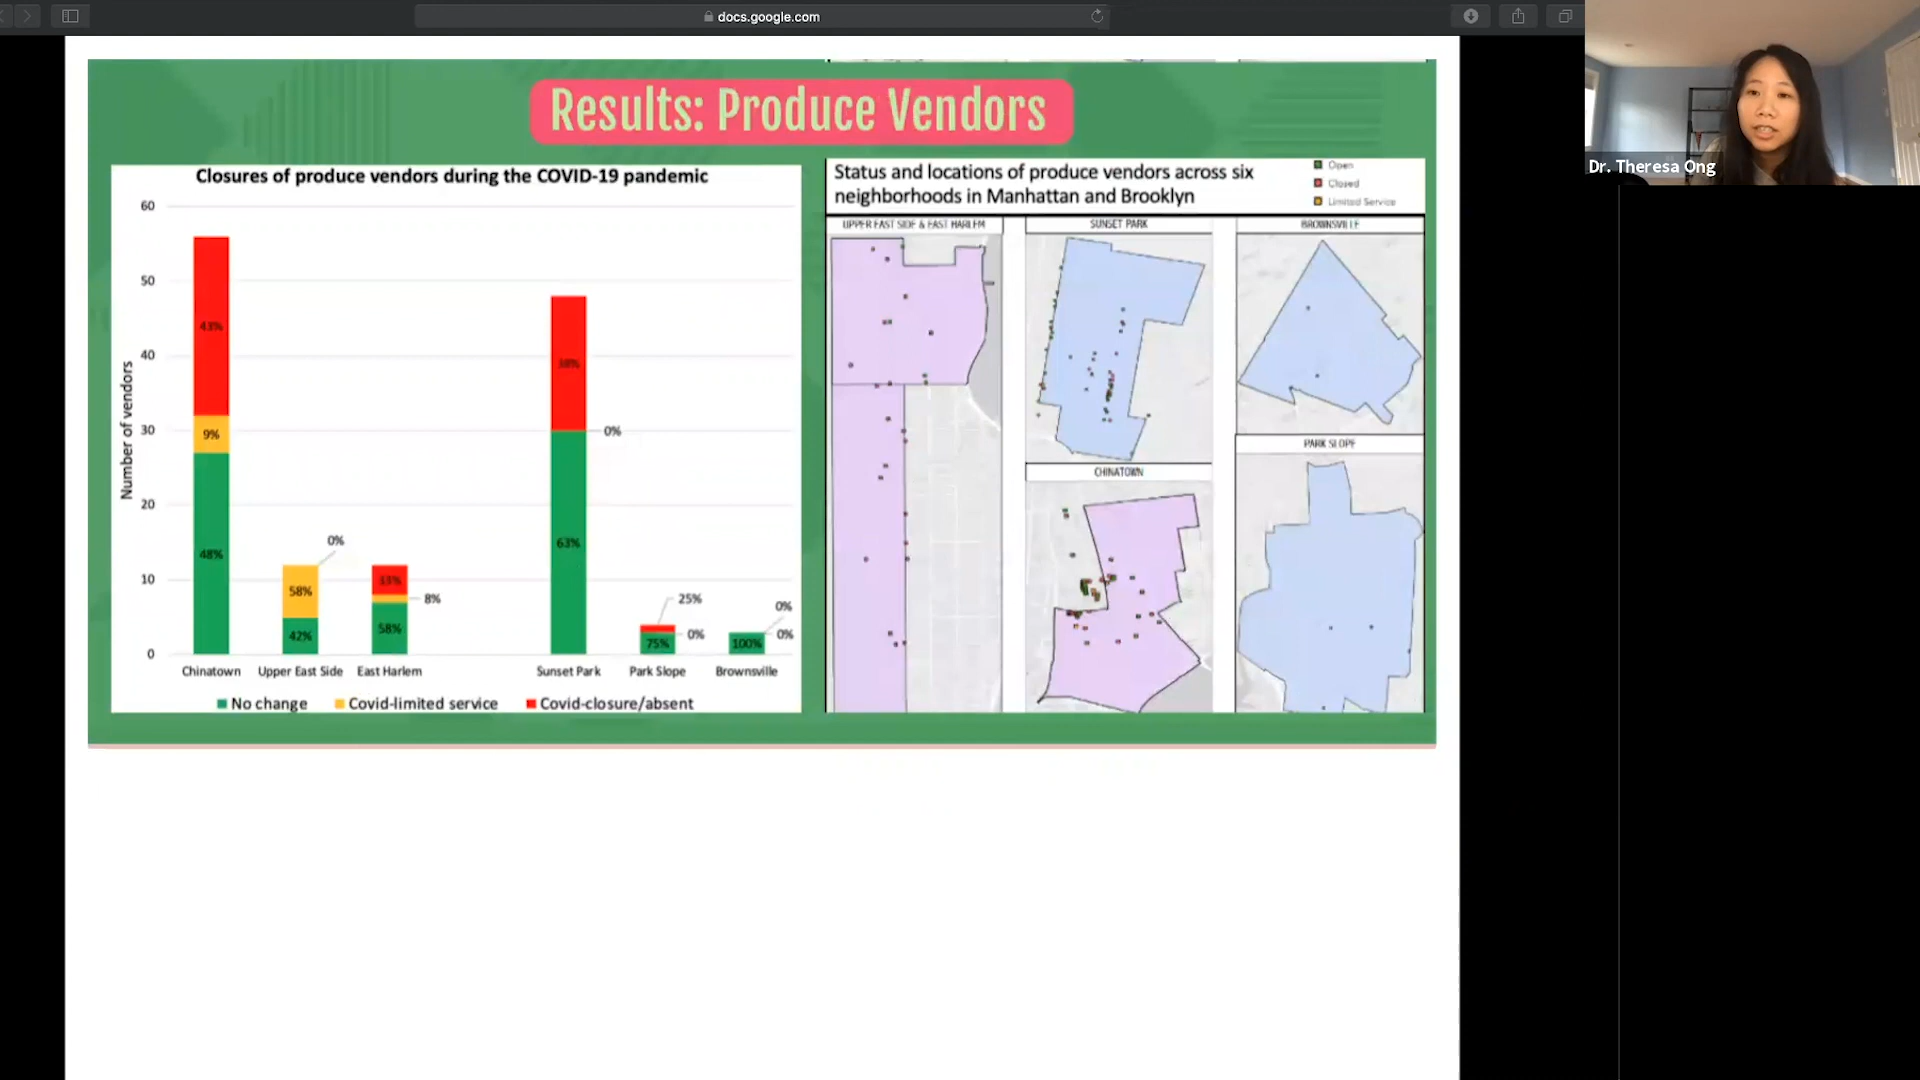 docs.google.com
Dr. Theresa Ong
Results: Produce Vendors
Closures of produce vendors during the COVID-19 pandemic
Number of vendors
60
50
40
30
20
10
0
43%
9%
48%
0%
58%
42%
33%
8%
58%
38%
0%
63%
25%
0%
75%
0%
0%
100%
Chinatown
Upper East Side
East Harlem
Sunset Park
Park Slope
Brownsville
No change
Covid-limited service
Covid-closure/absent
Status and locations of produce vendors across six
neighborhoods in Manhattan and Brooklyn
Open
Closed
Limited Service
UPPER EAST SIDE & EAST HARLEM
SUNSET PARK
BROWNSVILLE
CHINATOWN
PARK SLOPE